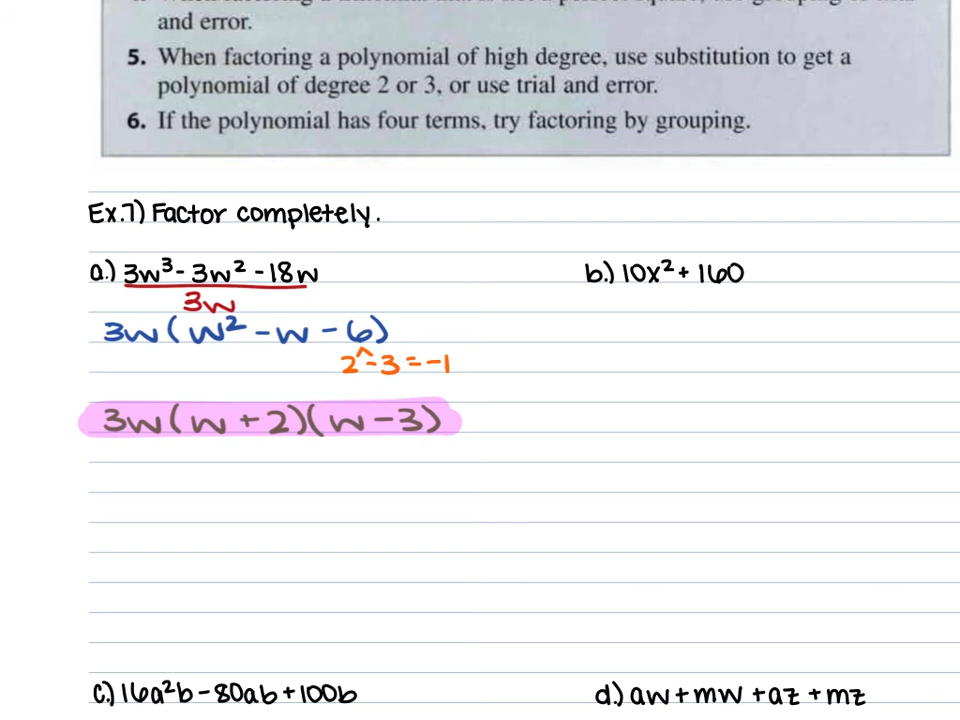 and error.
5. When factoring a polynomial of high degree, use substitution to get a
polynomial of degree 2 or 3, or use trial and error.
6. If the polynomial has four terms, try factoring by grouping.
Ex.7) Factor completely.
a.) 3w³ - 3w² - 18w
3w
3w(w² - w - 6)
2 - 3 = -1
3w(w + 2)(w - 3)
b.) 10x² + 160
c.) 16a²b - 80ab + 100b
d.) aw + mw + az + mz